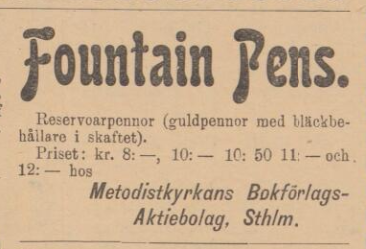 Fountain Pens.
Reservoarpennor (guldpennor med bläckbe-
hållare i skaftet).
Priset: kr. 8: —, 10: — 10: 50 11: — och
12: — hos
Metodistkyrkans Bokförlags-
Aktiebolag, Sthlm.